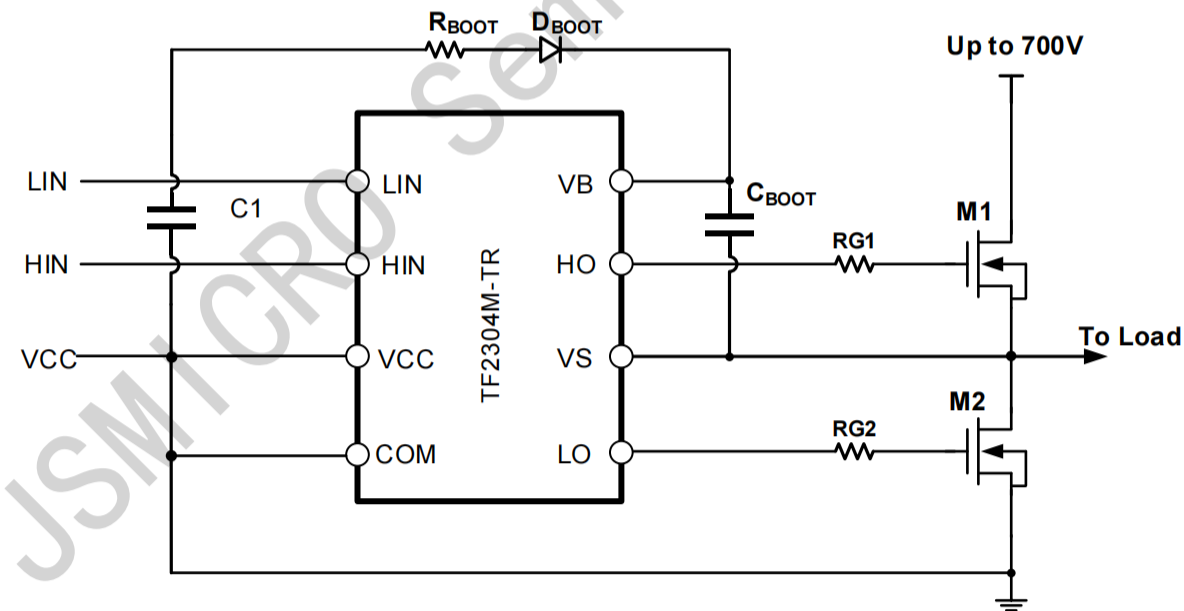 RBOOT
DBOOT
Up to 700V
LIN
LIN
VB
C1
CBOOT
M1
HIN
HIN
HO
RG1
TF2304M-TR
VCC
VCC
VS
To Load
M2
COM
LO
RG2
JSMICRO Sem